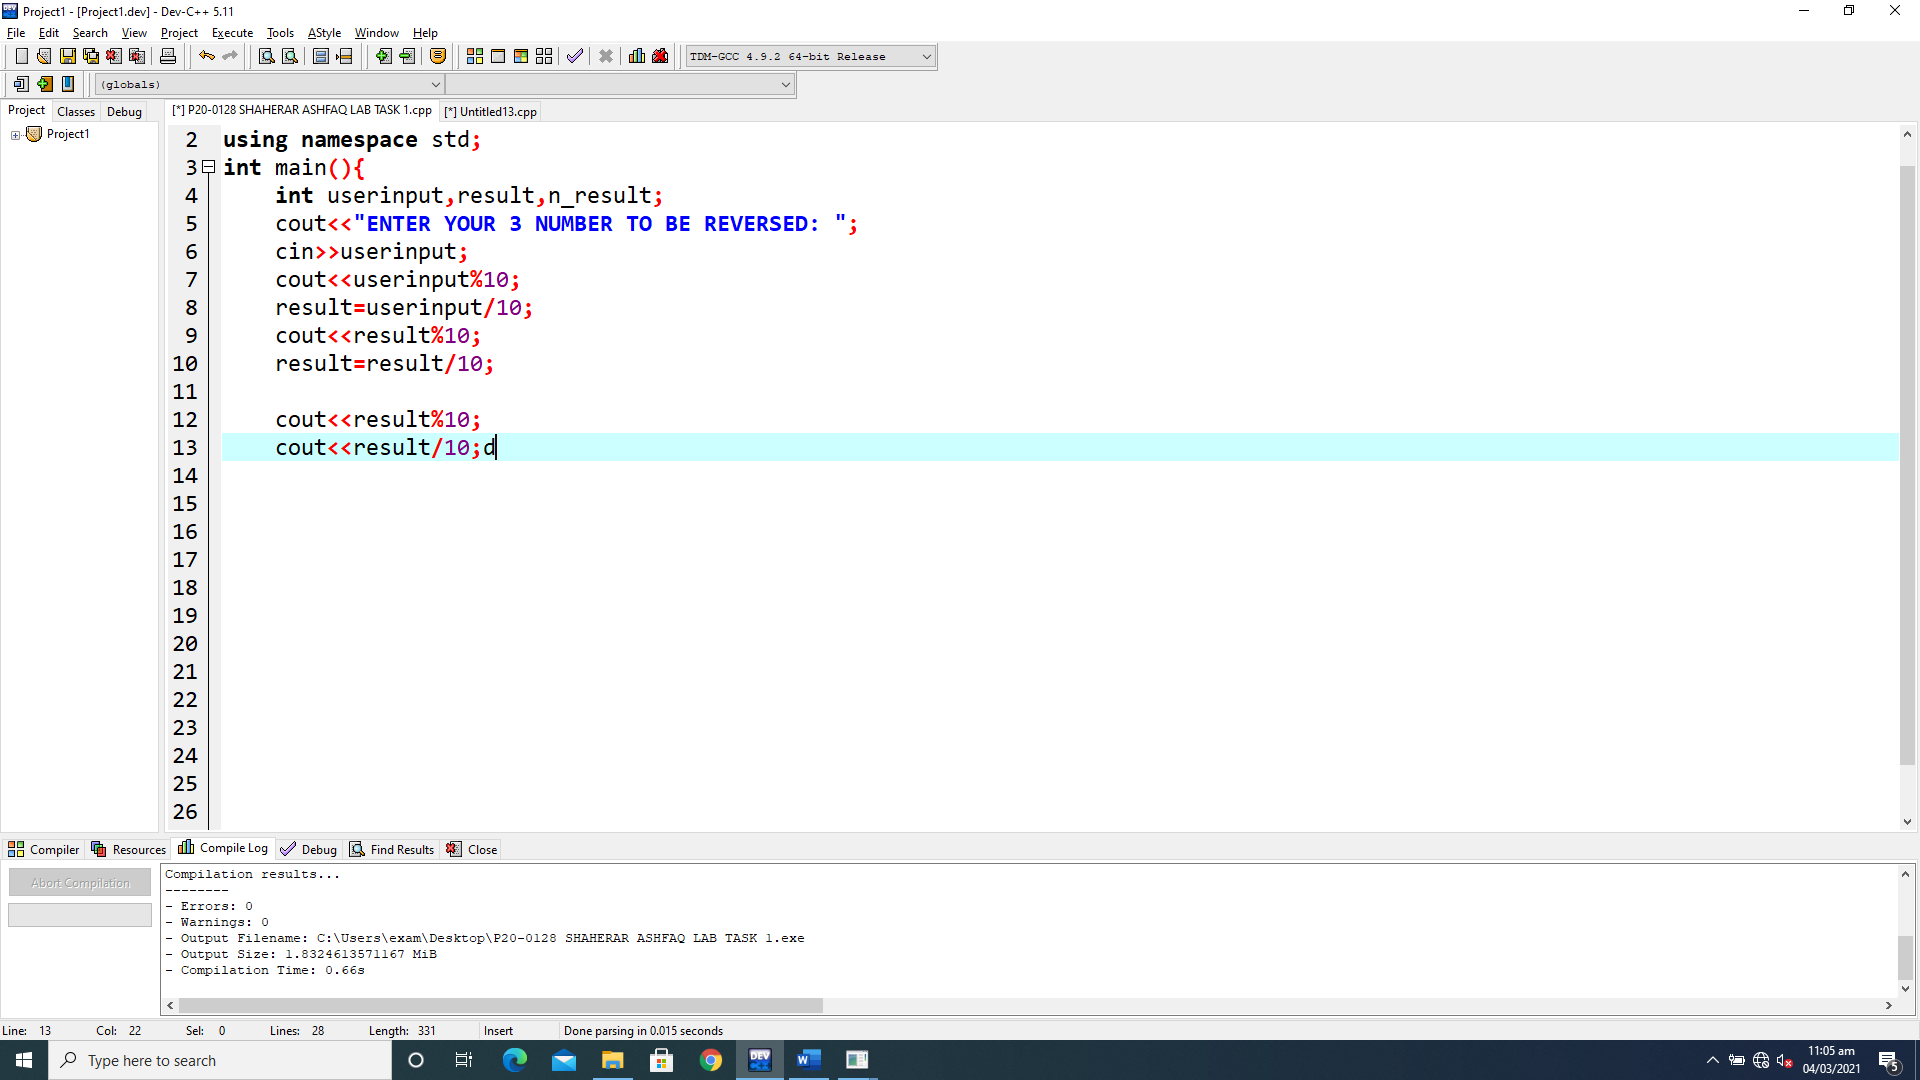 Project1 - [Project1.dev] - Dev-C++ 5.11
File Edit Search View Project Execute Tools AStyle Window Help
TDM-GCC 4.9.2 64-bit Release
(globals)
Project Classes Debug
[*] P20-0128 SHAHERAR ASHFAQ LAB TASK 1.cpp [*] Untitled13.cpp
Project1
2 using namespace std;
3 int main(){
4 int userinput,result,n_result;
5 cout<<"ENTER YOUR 3 NUMBER TO BE REVERSED: ";
6 cin>>userinput;
7 cout<<userinput%10;
8 result=userinput/10;
9 cout<<result%10;
10 result=result/10;
11
12 cout<<result%10;
13 cout<<result/10;d
14
15
16
17
18
19
20
21
22
23
24
25
26
Compiler Resources Compile Log Debug Find Results Close
Abort Compilation
Compilation results...
--------
- Errors: 0
- Warnings: 0
- Output Filename: C:\Users\exam\Desktop\P20-0128 SHAHERAR ASHFAQ LAB TASK 1.exe
- Output Size: 1.8324613571167 MiB
- Compilation Time: 0.66s
Line: 13 Col: 22 Sel: 0 Lines: 28 Length: 331 Insert Done parsing in 0.015 seconds
Type here to search
DEV
W
11:05 am
04/03/2021
5